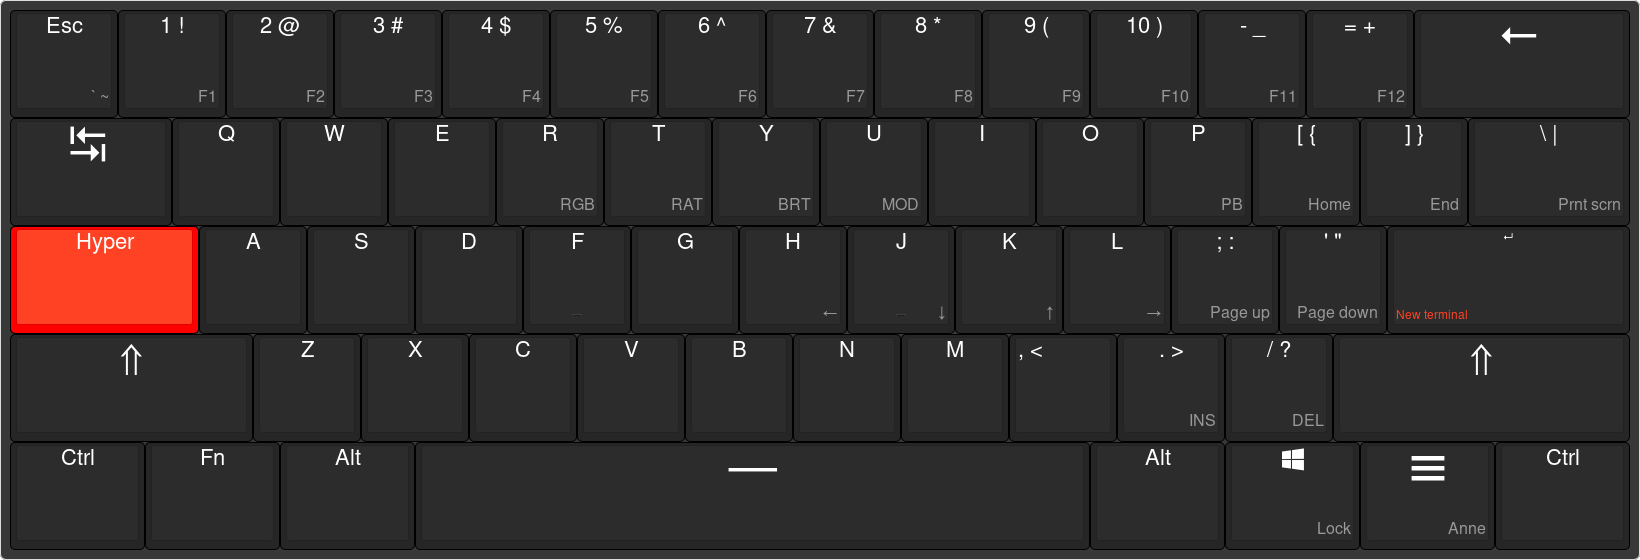 Esc 1 ! 2 @ 3 # 4 $ 5 % 6 ^ 7 & 8 * 9 ( 10 ) - _ = + ←
` ~ F1 F2 F3 F4 F5 F6 F7 F8 F9 F10 F11 F12
Q W E R T Y U I O P [ { ] } \ |
RGB RAT BRT MOD PB Home End Prnt scrn
Hyper A S D F G H J K L ; : ' " ↵
_ ← _ ↓ ↑ → Page up Page down New terminal
⇑ Z X C V B N M , < . > / ? ⇑
INS DEL
Ctrl Fn Alt Alt Ctrl
Lock Anne